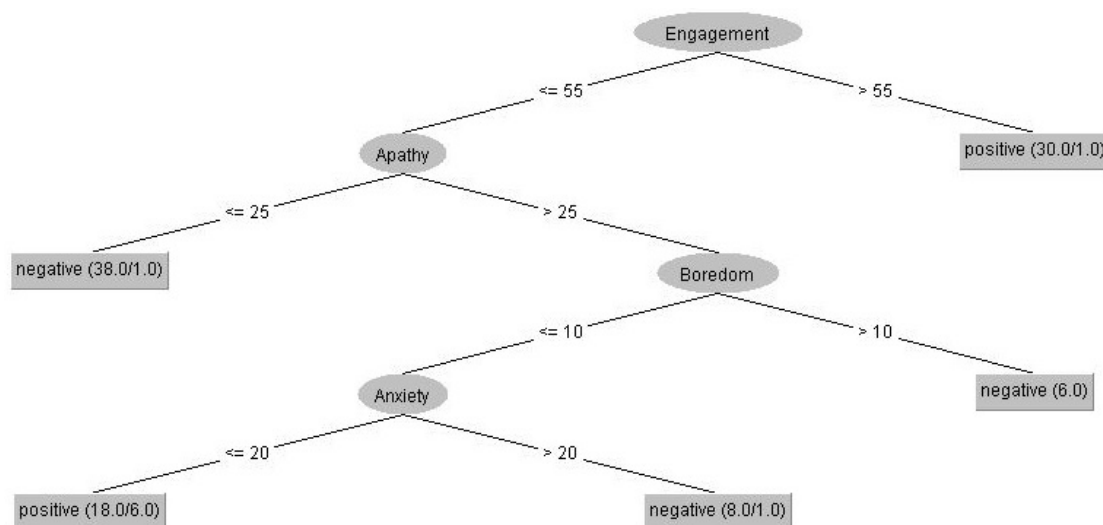 Engagement
<= 55
> 55
Apathy
positive (30.0/1.0)
<= 25
> 25
negative (38.0/1.0)
Boredom
<= 10
> 10
Anxiety
negative (6.0)
<= 20
> 20
positive (18.0/6.0)
negative (8.0/1.0)